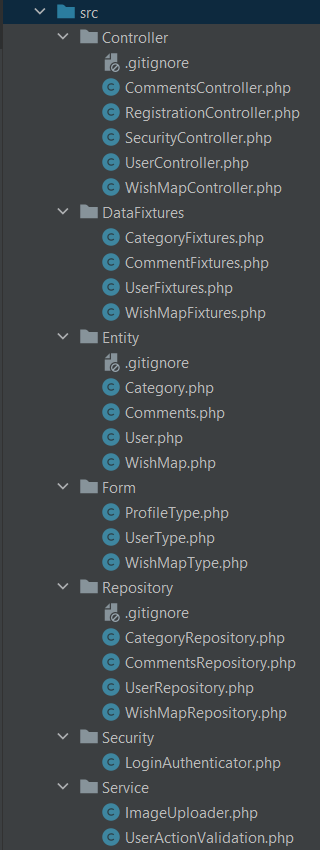 src
Controller
.gitignore
CommentsController.php
RegistrationController.php
SecurityController.php
UserController.php
WishMapController.php
DataFixtures
CategoryFixtures.php
CommentFixtures.php
UserFixtures.php
WishMapFixtures.php
Entity
.gitignore
Category.php
Comments.php
User.php
WishMap.php
Form
ProfileType.php
UserType.php
WishMapType.php
Repository
.gitignore
CategoryRepository.php
CommentsRepository.php
UserRepository.php
WishMapRepository.php
Security
LoginAuthenticator.php
Service
ImageUploader.php
UserActionValidation.php